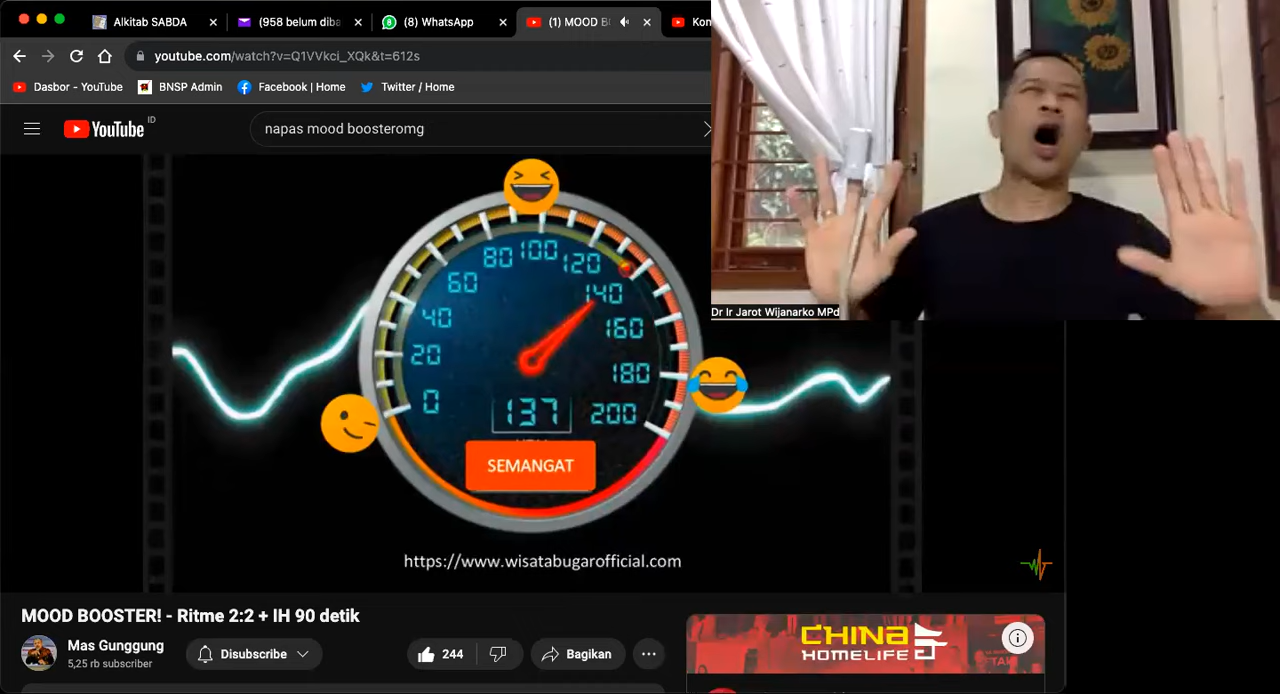 Alkitab SABDA
(958 belum diba
(8) WhatsApp
(1) MOOD B
Kon
youtube.com/watch?v=Q1VVkci_XQk&t=612s
Dasbor - YouTube
BNSP Admin
Facebook | Home
Twitter / Home
YouTube ID
napas mood boosteromg
0
20
40
60
80
100
120
140
160
180
200
137
SEMANGAT
https://www.wisatabugarofficial.com
Dr Ir Jarot Wijanarko MPd
MOOD BOOSTER! - Ritme 2:2 + IH 90 detik
Mas Gunggung
5,25 rb subscriber
Disubscribe
244
Bagikan
CHINA
HOMELIFE